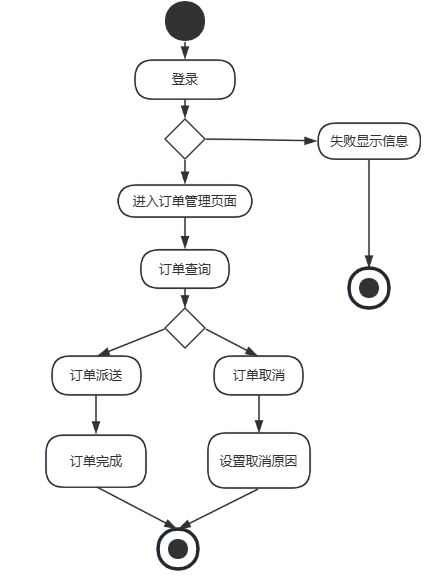 登录
失败显示信息
进入订单管理页面
订单查询
订单派送
订单取消
订单完成
设置取消原因